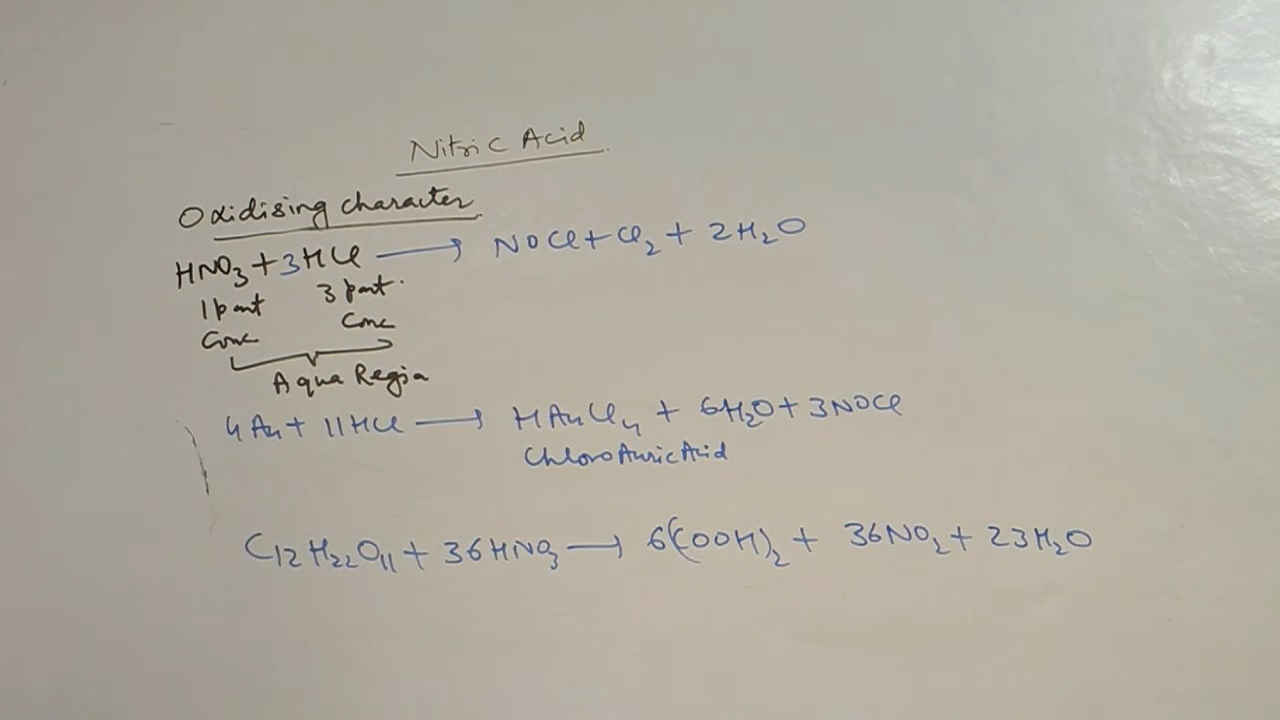 Nitric Acid
Oxidising character
HNO₃ + 3HCl ⟶ NOCl + Cl₂ + 2H₂O
1 part 3 part.
Conc Conc
Aqua Regia
4Au + 11HCl ⟶ HAuCl₄ + 6H₂O + 3NOCl
Chloro Auric Acid
C₁₂H₂₂O₁₁ + 36HNO₃ ⟶ 6(COOH)₂ + 36NO₂ + 23H₂O